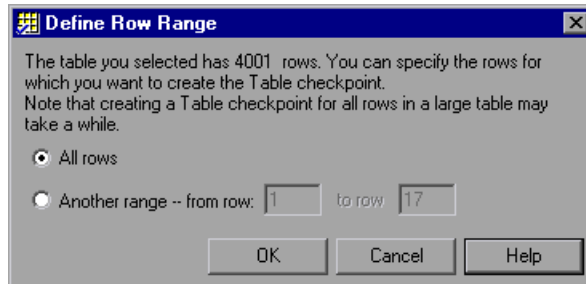 Define Row Range
The table you selected has 4001 rows. You can specify the rows for
which you want to create the Table checkpoint.
Note that creating a Table checkpoint for all rows in a large table may
take a while.
All rows
Another range -- from row: 1 to row 17
OK Cancel Help